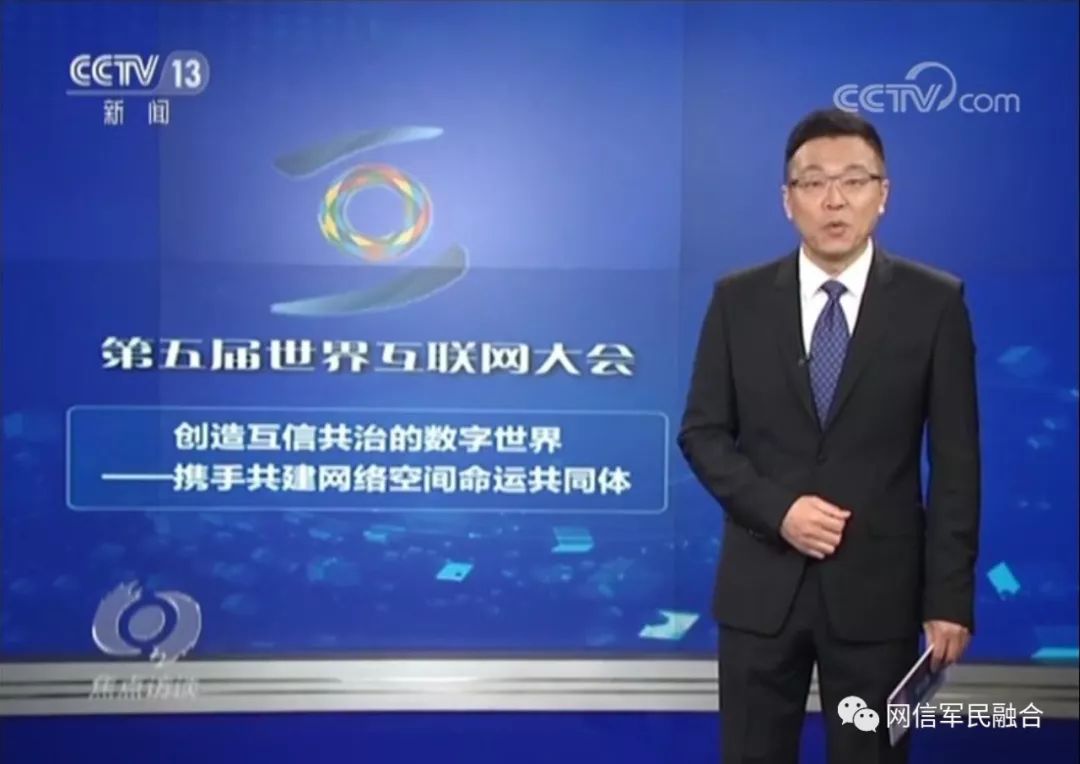 CCTV 13
新闻
CCTV.com
第五届世界互联网大会
创造互信共治的数字世界
——携手共建网络空间命运共同体
焦点访谈
网信军民融合